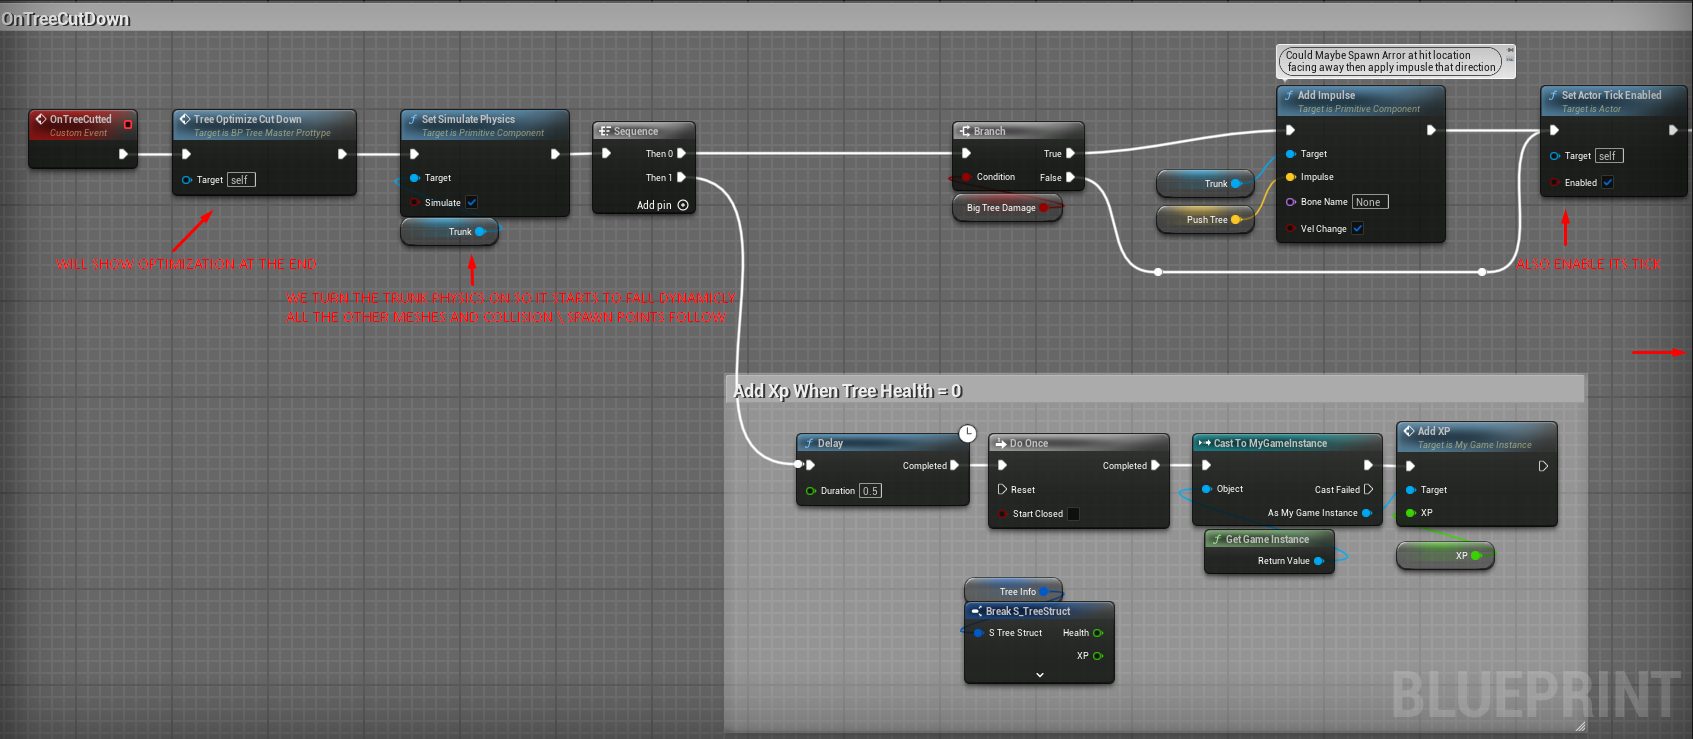 OnTreeCutDown
Could Maybe Spawn Arror at hit location
facing away then apply impusle that direction
OnTreeCutted
Custom Event
Tree Optimize Cut Down
Target is BP Tree Master Prottype
Target self
Set Simulate Physics
Target is Primitive Component
Target
Simulate
Trunk
Sequence
Then 0
Then 1
Add pin
Branch
True
Condition
False
Big Tree Damage
Trunk
Push Tree
Add Impulse
Target is Primitive Component
Target
Impulse
Bone Name None
Vel Change
Set Actor Tick Enabled
Target is Actor
Target self
Enabled
WILL SHOW OPTIMIZATION AT THE END
WE TURN THE TRUNK PHYSICS ON SO IT STARTS TO FALL DYNAMICLY
ALL THE OTHER MESHES AND COLLISION \ SPAWN POINTS FOLLOW
ALSO ENABLE ITS TICK
Add Xp When Tree Health = 0
Delay
Completed
Duration 0.5
Do Once
Completed
Reset
Start Closed
Cast To MyGameInstance
Object
Cast Failed
As My Game Instance
Get Game Instance
Return Value
Add XP
Target is My Game Instance
Target
XP
XP
Tree Info
Break S_TreeStruct
S Tree Struct Health
XP
BLUEPRINT